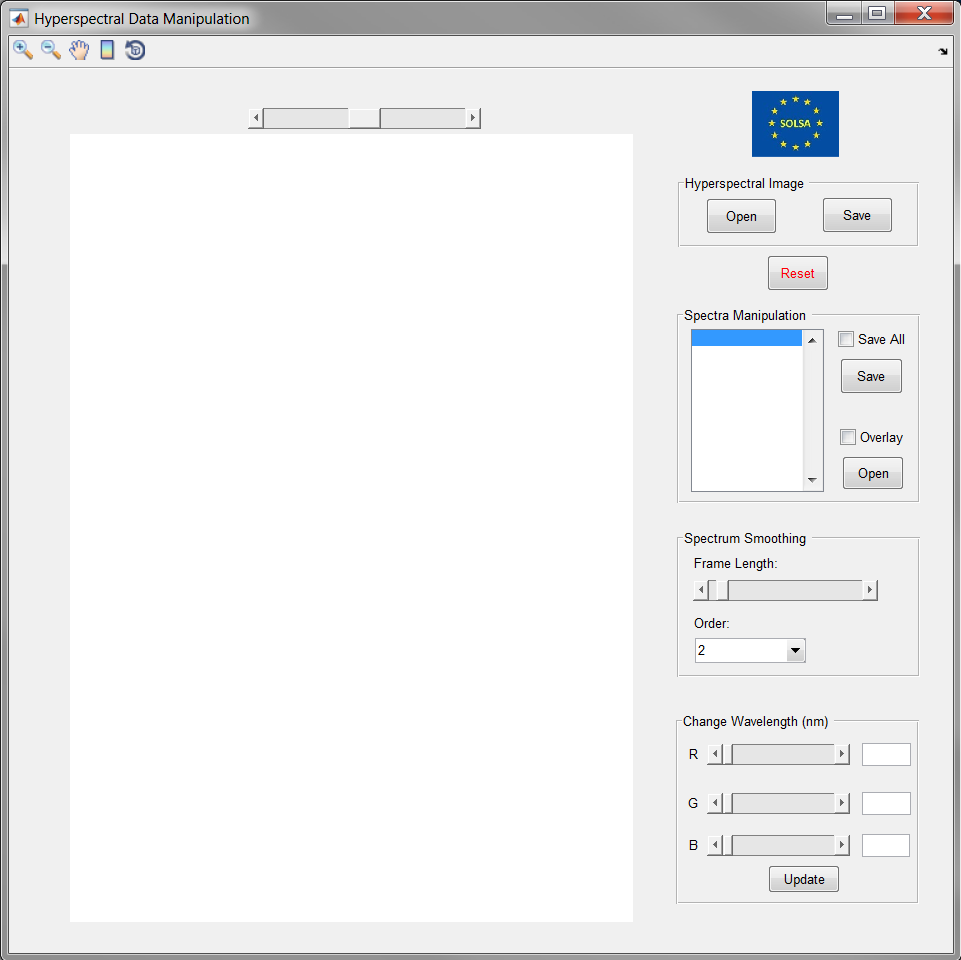 Hyperspectral Data Manipulation
SOLSA
Hyperspectral Image
Open
Save
Reset
Spectra Manipulation
Save All
Save
Overlay
Open
Spectrum Smoothing
Frame Length:
Order:
2
Change Wavelength (nm)
R
G
B
Update